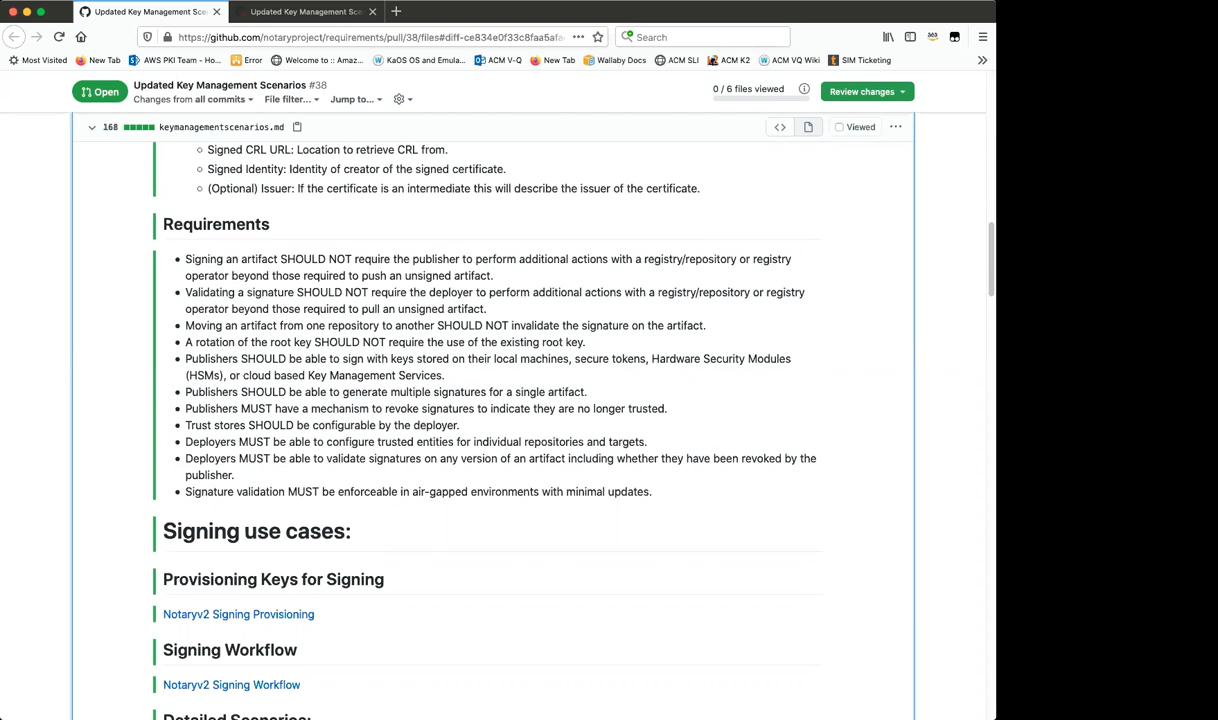 Updated Key Management Sce
Updated Key Management Sce
https://github.com/notaryproject/requirements/pull/38/files#diff-ce834e0f33c8faa5afa
Search
Most Visited
New Tab
AWS PKI Team - Ho...
Error
Welcome to :: Amaz...
KaOS OS and Emula...
ACM V-Q
New Tab
Wallaby Docs
ACM SLI
ACM K2
ACM VQ Wiki
SIM Ticketing
Open
Updated Key Management Scenarios #38
Changes from all commits
File filter...
Jump to...
0 / 6 files viewed
Review changes
168
keymanagementscenarios.md
Viewed
Signed CRL URL: Location to retrieve CRL from.
Signed Identity: Identity of creator of the signed certificate.
(Optional) Issuer: If the certificate is an intermediate this will describe the issuer of the certificate.
Requirements
Signing an artifact SHOULD NOT require the publisher to perform additional actions with a registry/repository or registry
operator beyond those required to push an unsigned artifact.
Validating a signature SHOULD NOT require the deployer to perform additional actions with a registry/repository or registry
operator beyond those required to pull an unsigned artifact.
Moving an artifact from one repository to another SHOULD NOT invalidate the signature on the artifact.
A rotation of the root key SHOULD NOT require the use of the existing root key.
Publishers SHOULD be able to sign with keys stored on their local machines, secure tokens, Hardware Security Modules
(HSMs), or cloud based Key Management Services.
Publishers SHOULD be able to generate multiple signatures for a single artifact.
Publishers MUST have a mechanism to revoke signatures to indicate they are no longer trusted.
Trust stores SHOULD be configurable by the deployer.
Deployers MUST be able to configure trusted entities for individual repositories and targets.
Deployers MUST be able to validate signatures on any version of an artifact including whether they have been revoked by the
publisher.
Signature validation MUST be enforceable in air-gapped environments with minimal updates.
Signing use cases:
Provisioning Keys for Signing
Notaryv2 Signing Provisioning
Signing Workflow
Notaryv2 Signing Workflow
Detailed Scenarios: